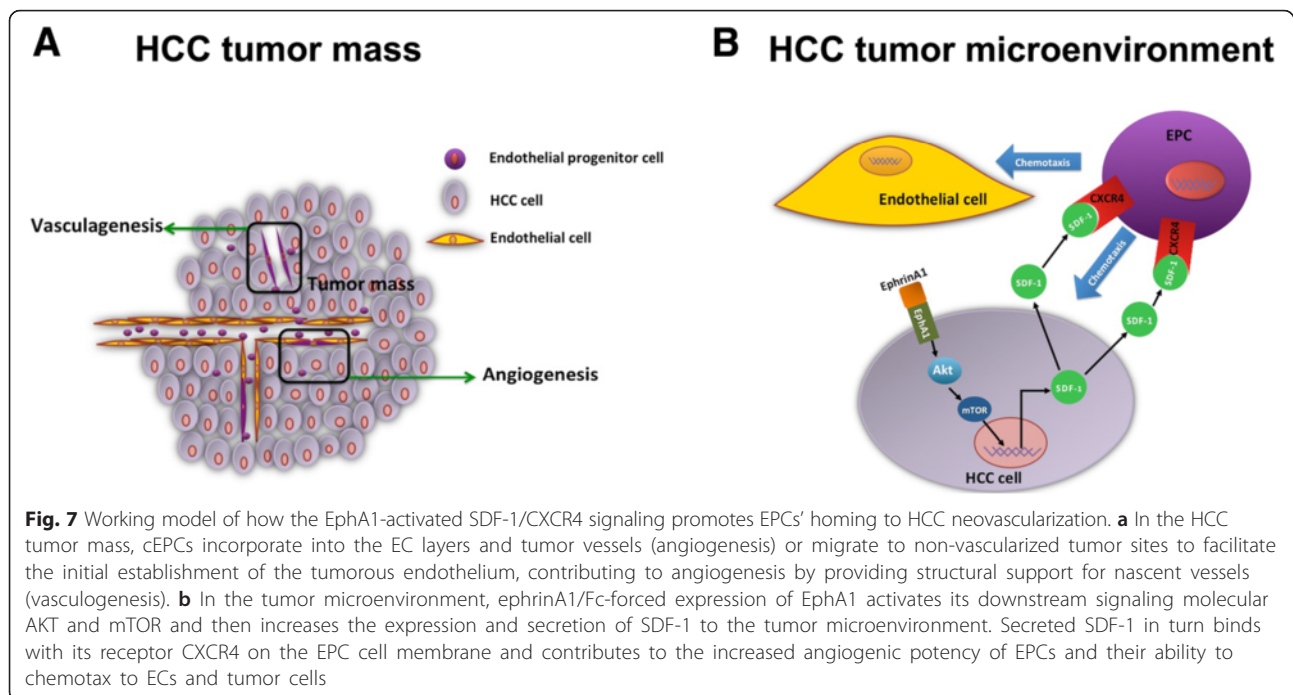 A HCC tumor mass
Endothelial progenitor cell
HCC cell
Endothelial cell
Vasculagenesis
Tumor mass
Angiogenesis
B HCC tumor microenvironment
EPC
Chemotaxis
Endothelial cell
CXCR4
SDF-1
CXCR4
SDF-1
Chemotaxis
SDF-1
SDF-1
EphrinA1
EphA1
Akt
SDF-1
mTOR
HCC cell
Fig. 7 Working model of how the EphA1-activated SDF-1/CXCR4 signaling promotes EPCs' homing to HCC neovascularization. a In the HCC
tumor mass, cEPCs incorporate into the EC layers and tumor vessels (angiogenesis) or migrate to non-vascularized tumor sites to facilitate
the initial establishment of the tumorous endothelium, contributing to angiogenesis by providing structural support for nascent vessels
(vasculogenesis). b In the tumor microenvironment, ephrinA1/Fc-forced expression of EphA1 activates its downstream signaling molecular
AKT and mTOR and then increases the expression and secretion of SDF-1 to the tumor microenvironment. Secreted SDF-1 in turn binds
with its receptor CXCR4 on the EPC cell membrane and contributes to the increased angiogenic potency of EPCs and their ability to
chemotax to ECs and tumor cells